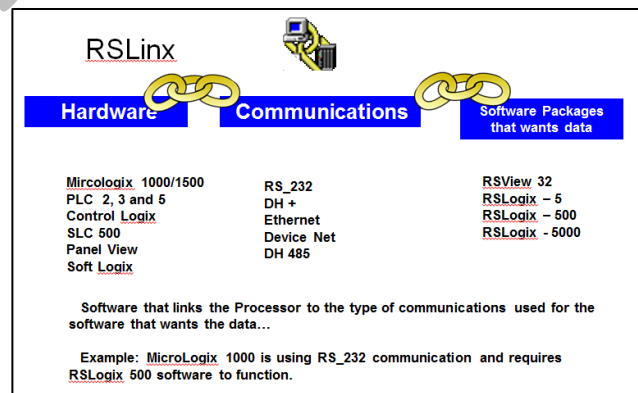 RSLinx
Hardware
Communications
Software Packages
that wants data
Mircologix 1000/1500
PLC 2, 3 and 5
Control Logix
SLC 500
Panel View
Soft Logix
RS_232
DH +
Ethernet
Device Net
DH 485
RSView 32
RSLogix – 5
RSLogix – 500
RSLogix - 5000
Software that links the Processor to the type of communications used for the
software that wants the data…
Example: MicroLogix 1000 is using RS_232 communication and requires
RSLogix 500 software to function.